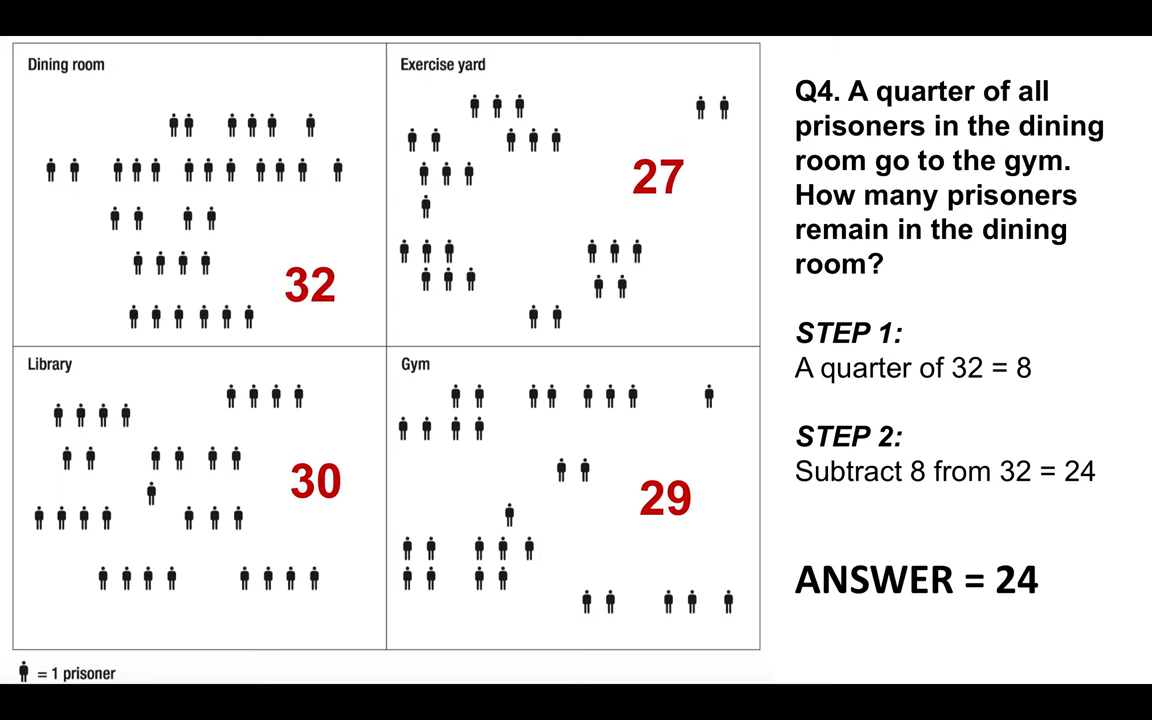 Dining room
32
Exercise yard
27
Library
30
Gym
29
= 1 prisoner
Q4. A quarter of all
prisoners in the dining
room go to the gym.
How many prisoners
remain in the dining
room?
STEP 1:
A quarter of 32 = 8
STEP 2:
Subtract 8 from 32 = 24
ANSWER = 24